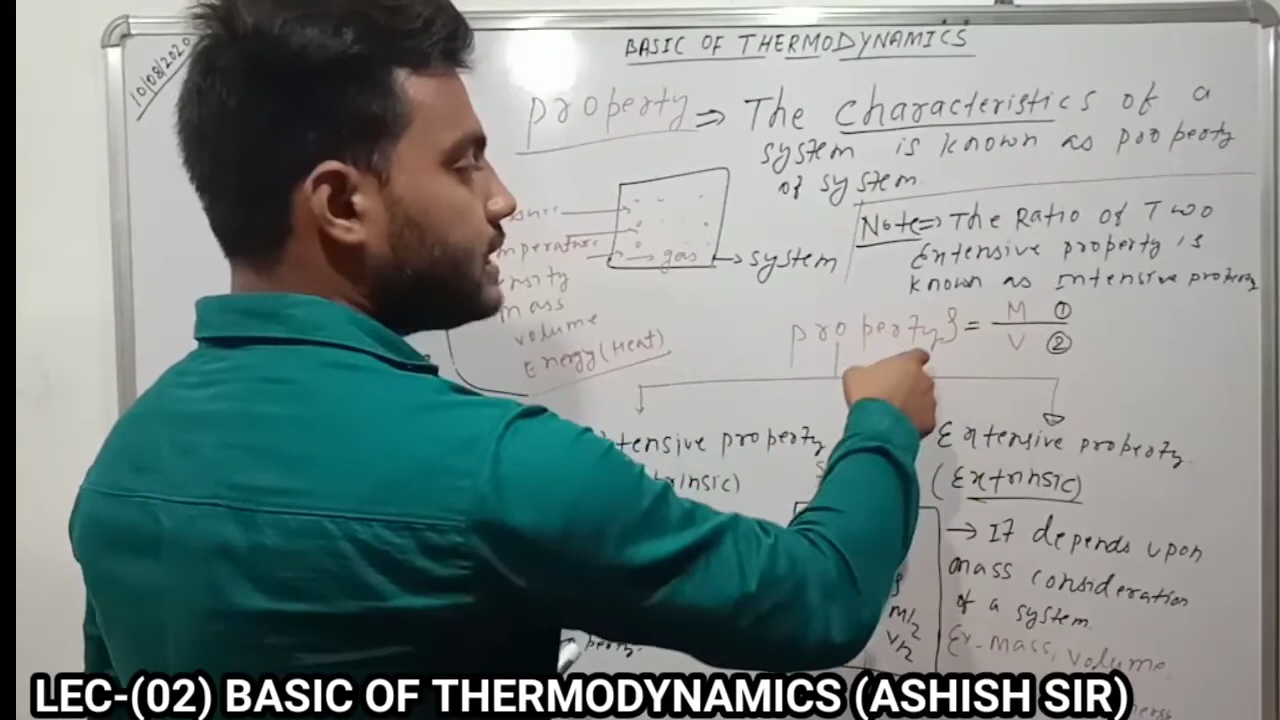 10/08/2020
BASIC OF THERMODYNAMICS
Property ⇒ The characteristics of a
system is known as property
of system.
Note⇒ The Ratio of Two
Extensive property is
known as Intensive property
gas
→ system
mass
volume
Energy (Heat)
property ρ = M ① / V ②
property
Extensive property.
(Extrinsic)
→ It depends upon
mass consideration
of a system.
Ex- mass, volume,
M/2
V/2
LEC-(02) BASIC OF THERMODYNAMICS (ASHISH SIR)